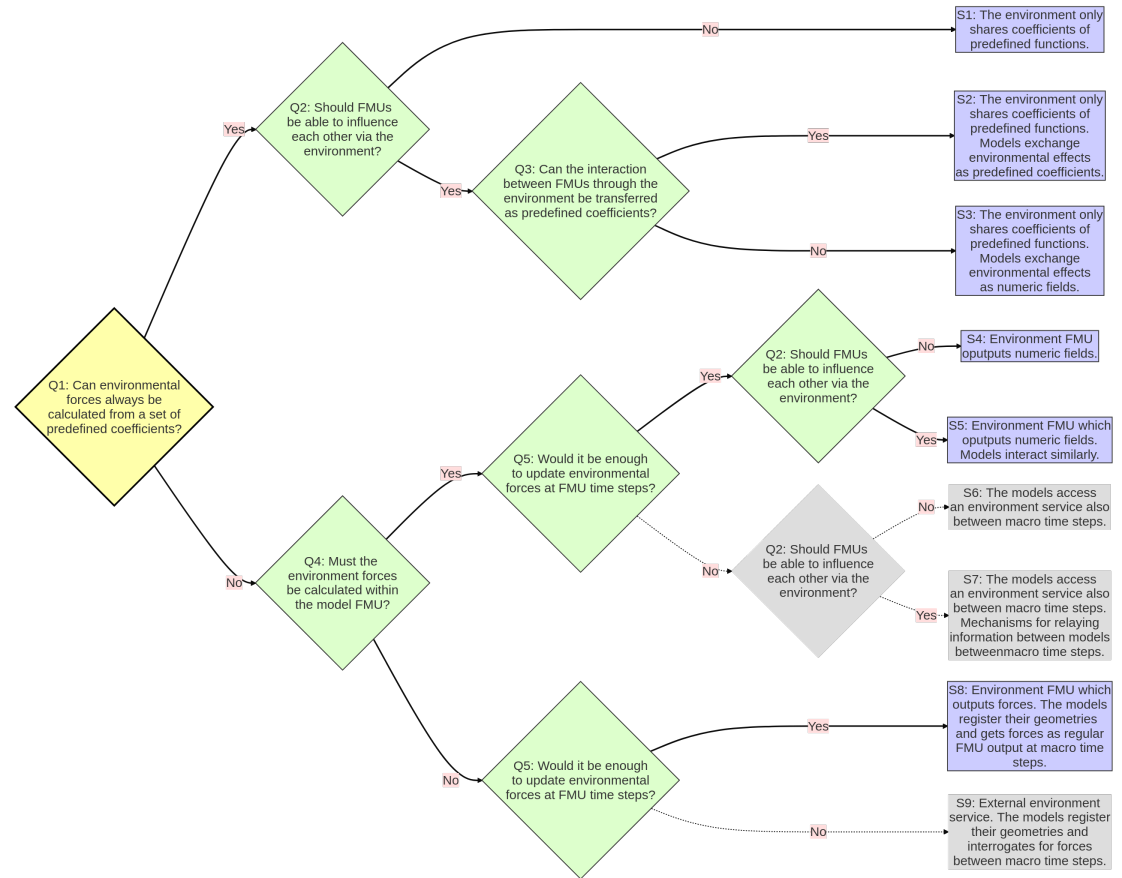 S1: The environment only
shares coefficients of
predefined functions.
No
Q2: Should FMUs
be able to influence
each other via the
environment?
Yes
S2: The environment only
shares coefficients of
predefined functions.
Models exchange
environmental effects
as predefined coefficients.
Yes
Q3: Can the interaction
between FMUs through the
environment be transferred
as predefined coefficients?
Yes
S3: The environment only
shares coefficients of
predefined functions.
Models exchange
environmental effects
as numeric fields.
No
Q1: Can environmental
forces always be
calculated from a set of
predefined coefficients?
Q2: Should FMUs
be able to influence
each other via the
environment?
No
S4: Environment FMU
oputputs numeric fields.
Yes
Yes
S5: Environment FMU which
oputputs numeric fields.
Models interact similarly.
Q5: Would it be enough
to update environmental
forces at FMU time steps?
Yes
No
S6: The models access
an environment service also
between macro time steps.
Q2: Should FMUs
be able to influence
each other via the
environment?
No
No
Q4: Must the
environment forces
be calculated within
the model FMU?
Yes
S7: The models access
an environment service also
between macro time steps.
Mechanisms for relaying
information between models
betweenmacro time steps.
S8: Environment FMU which
outputs forces. The models
register their geometries
and gets forces as regular
FMU output at macro time
steps.
Yes
No
Q5: Would it be enough
to update environmental
forces at FMU time steps?
No
S9: External environment
service. The models register
their geometries and
interrogates for forces
between macro time steps.